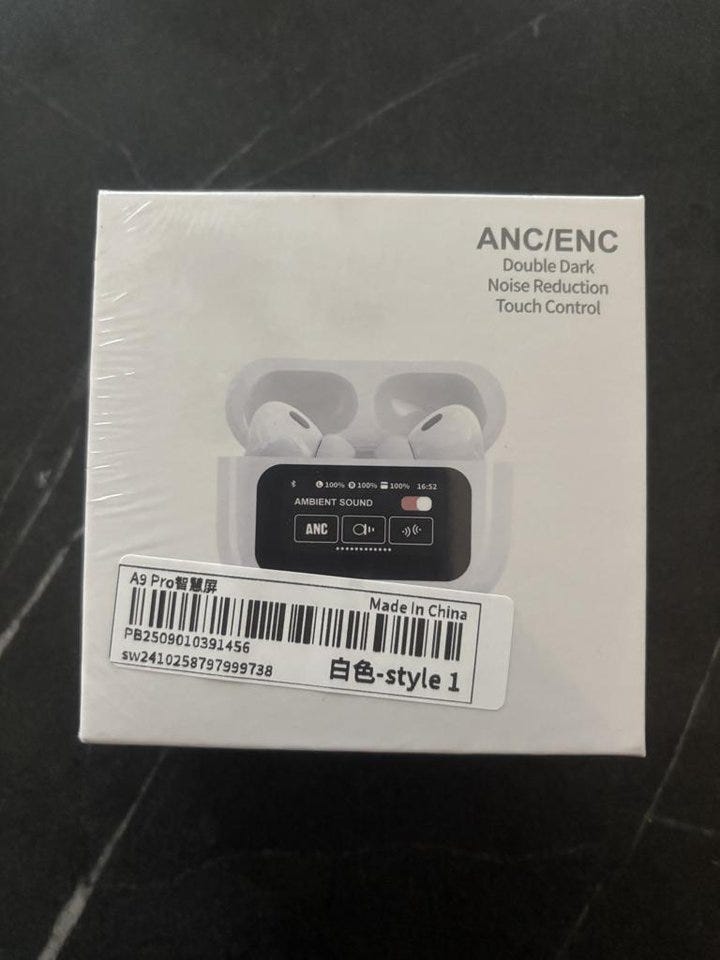 ANC/ENC
Double Dark
Noise Reduction
Touch Control
L 100% R 100% 100% 16:52
AMBIENT SOUND
ANC
A9 Pro智慧屏
Made In China
PB2509010391456
sw2410258797999738
白色-style 1